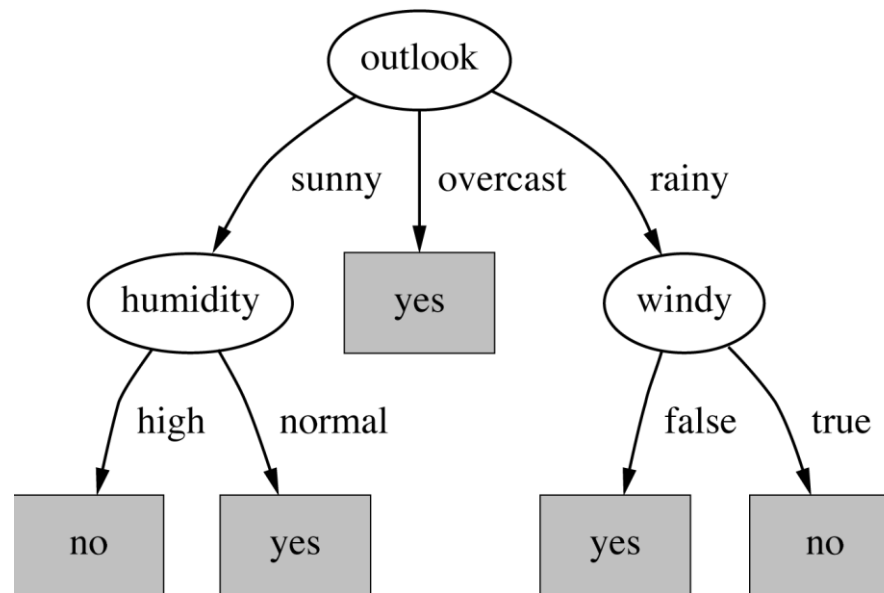 outlook
sunny overcast rainy
humidity yes windy
high normal false true
no yes yes no